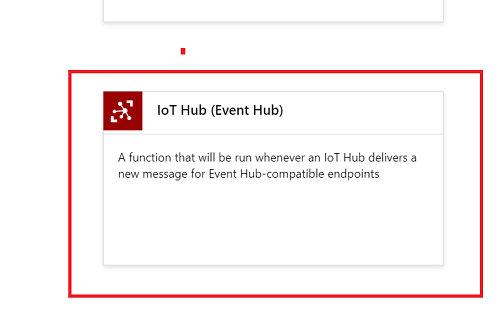 IoT Hub (Event Hub)
A function that will be run whenever an IoT Hub delivers a
new message for Event Hub-compatible endpoints